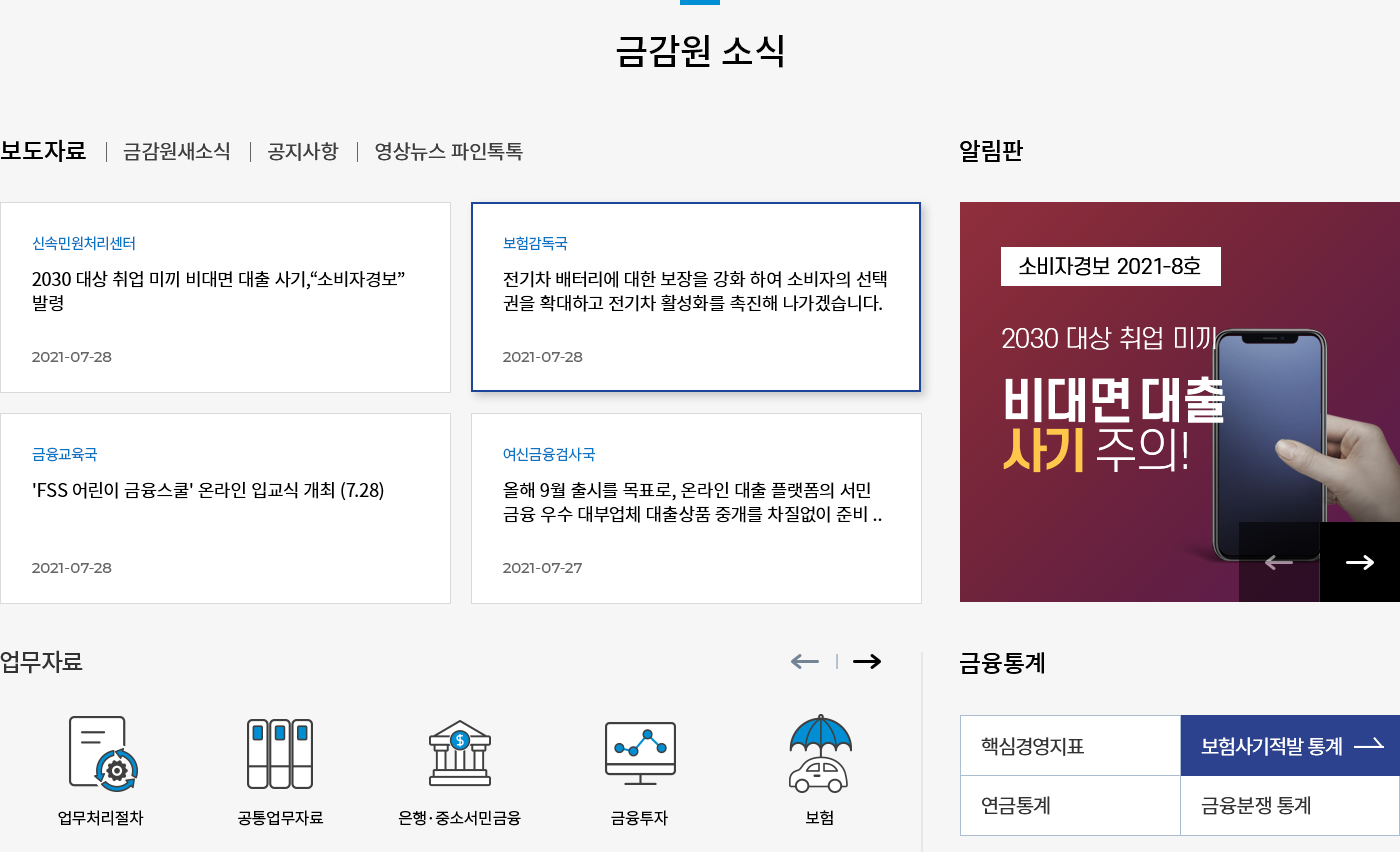 금감원 소식
보도자료 금감원새소식 공지사항 영상뉴스 파인톡톡
신속민원처리센터
2030 대상 취업 미끼 비대면 대출 사기,“소비자경보”
발령
2021-07-28
보험감독국
전기차 배터리에 대한 보장을 강화 하여 소비자의 선택
권을 확대하고 전기차 활성화를 촉진해 나가겠습니다.
2021-07-28
금융교육국
'FSS 어린이 금융스쿨' 온라인 입교식 개최 (7.28)
2021-07-28
여신금융검사국
올해 9월 출시를 목표로, 온라인 대출 플랫폼의 서민
금융 우수 대부업체 대출상품 중개를 차질없이 준비 ..
2021-07-27
알림판
소비자경보 2021-8호
2030 대상 취업 미끼
비대면 대출
사기 주의!
업무자료
업무처리절차
공통업무자료
$
은행·중소서민금융
금융투자
보험
금융통계
핵심경영지표
보험사기적발 통계
연금통계
금융분쟁 통계